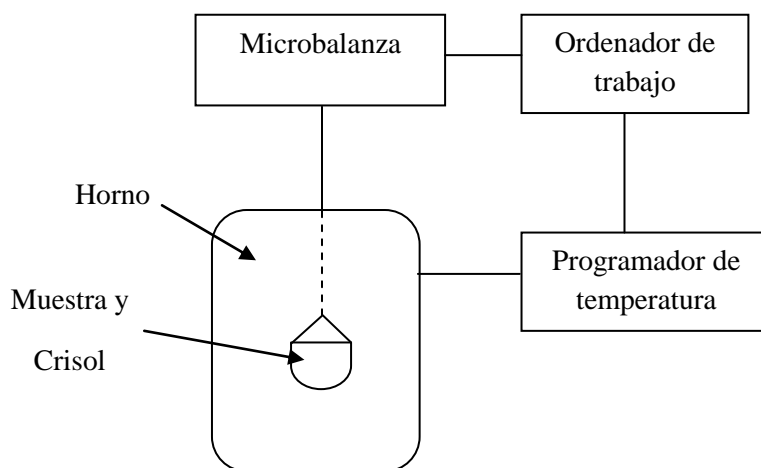 Microbalanza
Ordenador de
trabajo
Horno
Programador de
temperatura
Muestra y
Crisol